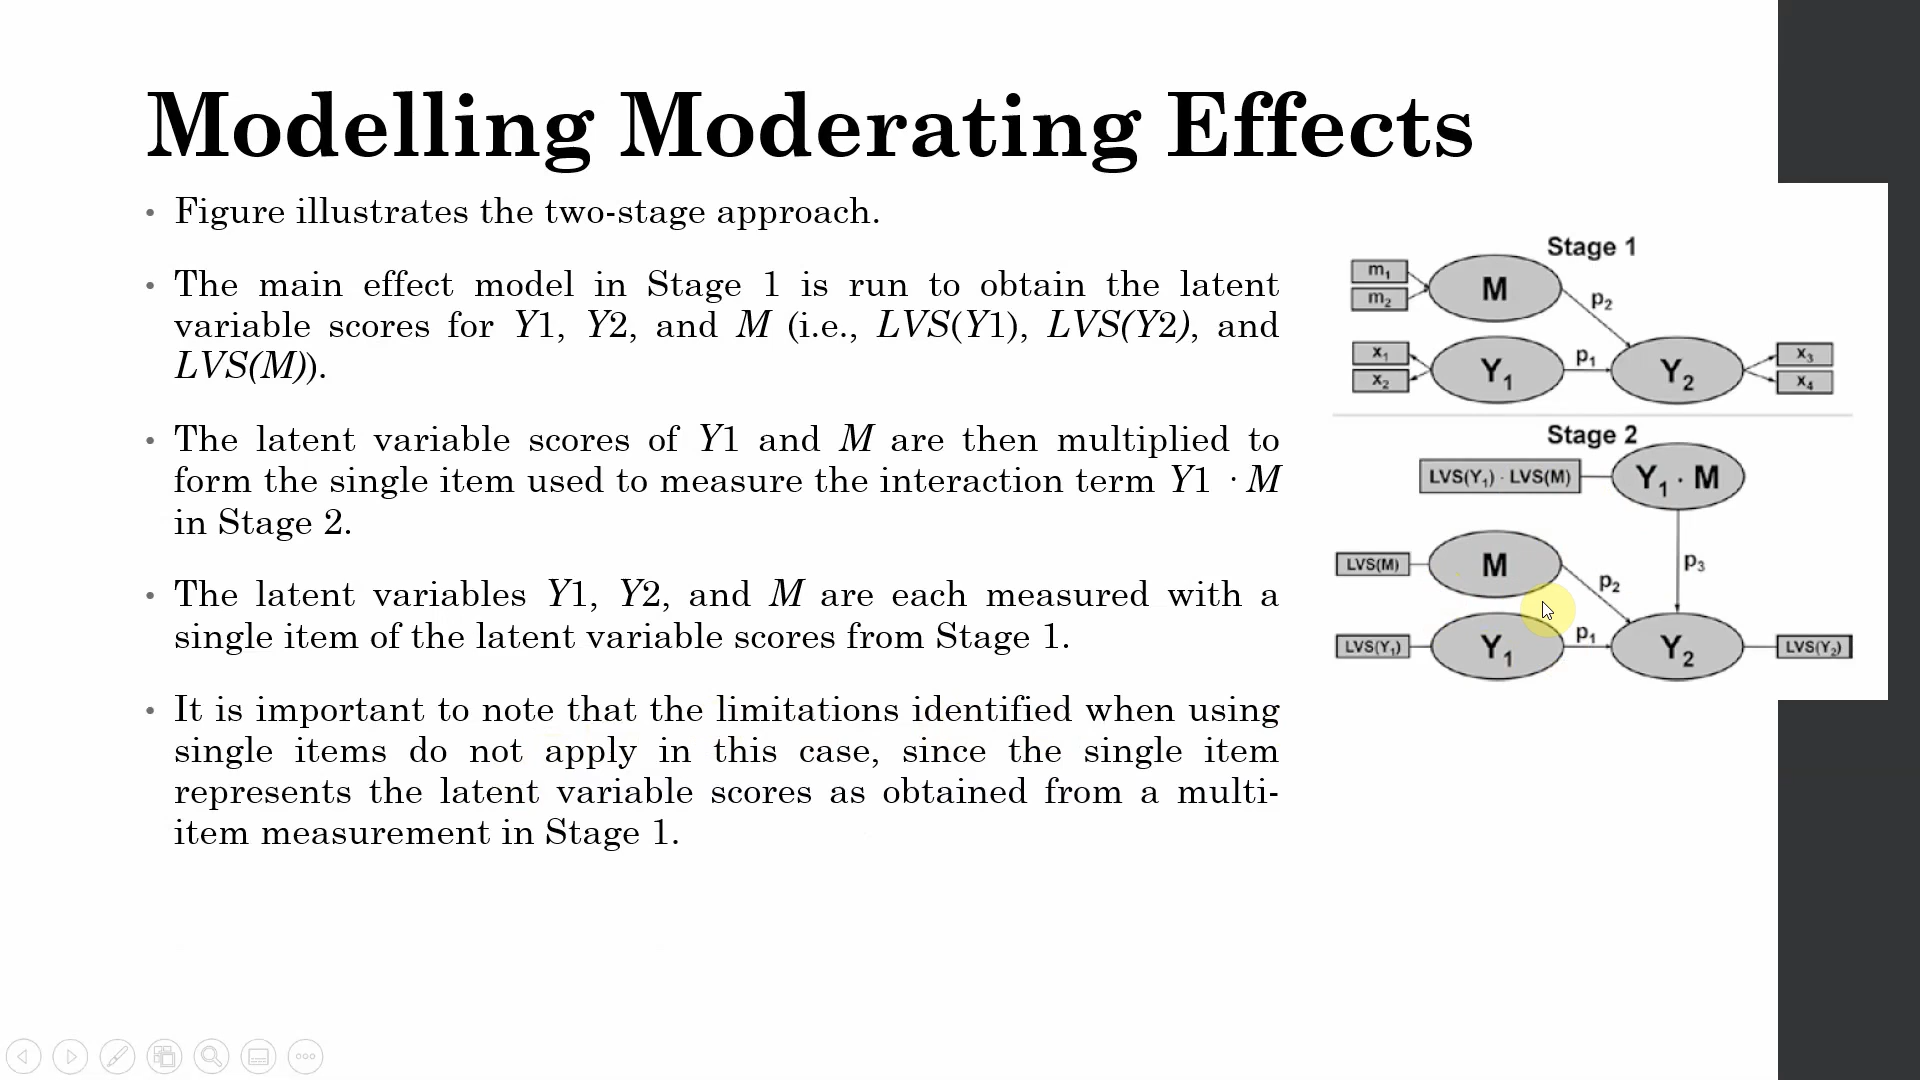 Modelling Moderating Effects
• Figure illustrates the two-stage approach.
• The main effect model in Stage 1 is run to obtain the latent
variable scores for Y1, Y2, and M (i.e., LVS(Y1), LVS(Y2), and
LVS(M)).
• The latent variable scores of Y1 and M are then multiplied to
form the single item used to measure the interaction term Y1 · M
in Stage 2.
• The latent variables Y1, Y2, and M are each measured with a
single item of the latent variable scores from Stage 1.
• It is important to note that the limitations identified when using
single items do not apply in this case, since the single item
represents the latent variable scores as obtained from a multi-
item measurement in Stage 1.
Stage 1
m₁
m₂
M
p₂
x₁
x₂
Y₁
p₁
Y₂
x₃
x₄
Stage 2
LVS(Y₁) · LVS(M)
Y₁ · M
LVS(M)
M
p₂
p₃
LVS(Y₁)
Y₁
p₁
Y₂
LVS(Y₂)